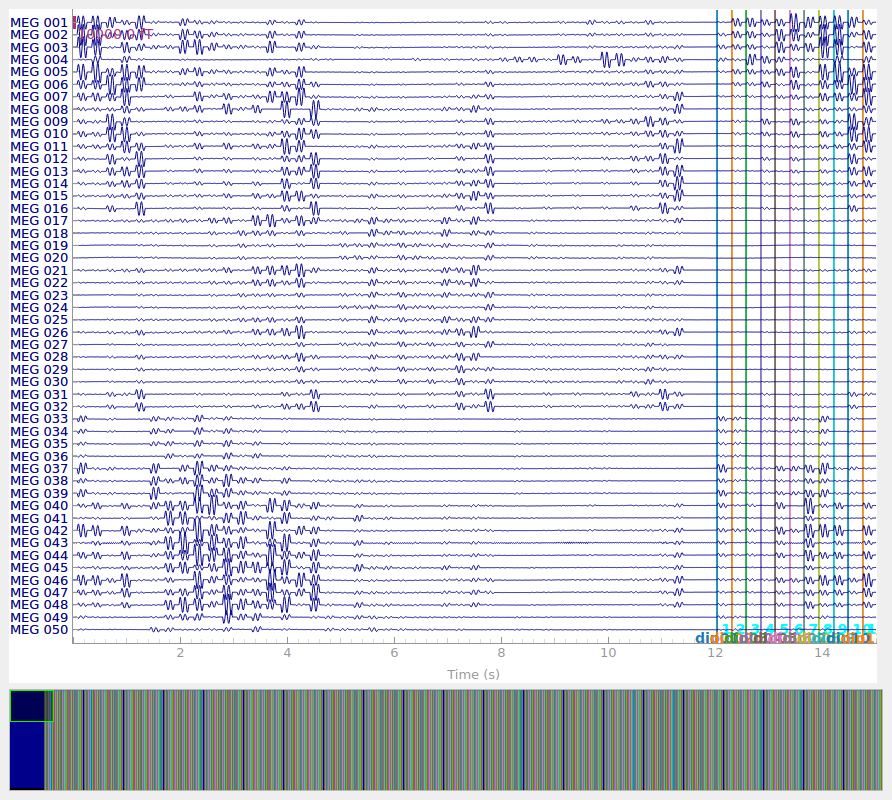 MEG 001
MEG 002
MEG 003
MEG 004
MEG 005
MEG 006
MEG 007
MEG 008
MEG 009
MEG 010
MEG 011
MEG 012
MEG 013
MEG 014
MEG 015
MEG 016
MEG 017
MEG 018
MEG 019
MEG 020
MEG 021
MEG 022
MEG 023
MEG 024
MEG 025
MEG 026
MEG 027
MEG 028
MEG 029
MEG 030
MEG 031
MEG 032
MEG 033
MEG 034
MEG 035
MEG 036
MEG 037
MEG 038
MEG 039
MEG 040
MEG 041
MEG 042
MEG 043
MEG 044
MEG 045
MEG 046
MEG 047
MEG 048
MEG 049
MEG 050
1 2 3 4 5 6 7 8 9 10
2 4 6 8 10 12 14
Time (s)